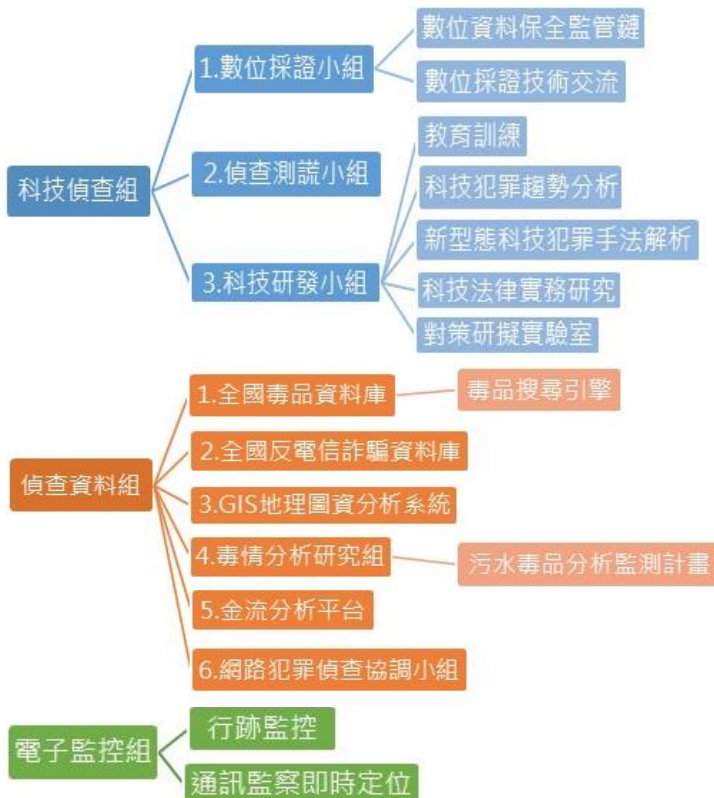 科技偵查組
1.數位採證小組
數位資料保全監管鏈
數位採證技術交流
2.偵查測謊小組
3.科技研發小組
教育訓練
科技犯罪趨勢分析
新型態科技犯罪手法解析
科技法律實務研究
對策研擬實驗室
偵查資料組
1.全國毒品資料庫
毒品搜尋引擎
2.全國反電信詐騙資料庫
3.GIS地理圖資分析系統
4.毒情分析研究組
污水毒品分析監測計畫
5.金流分析平台
6.網路犯罪偵查協調小組
電子監控組
行跡監控
通訊監察即時定位